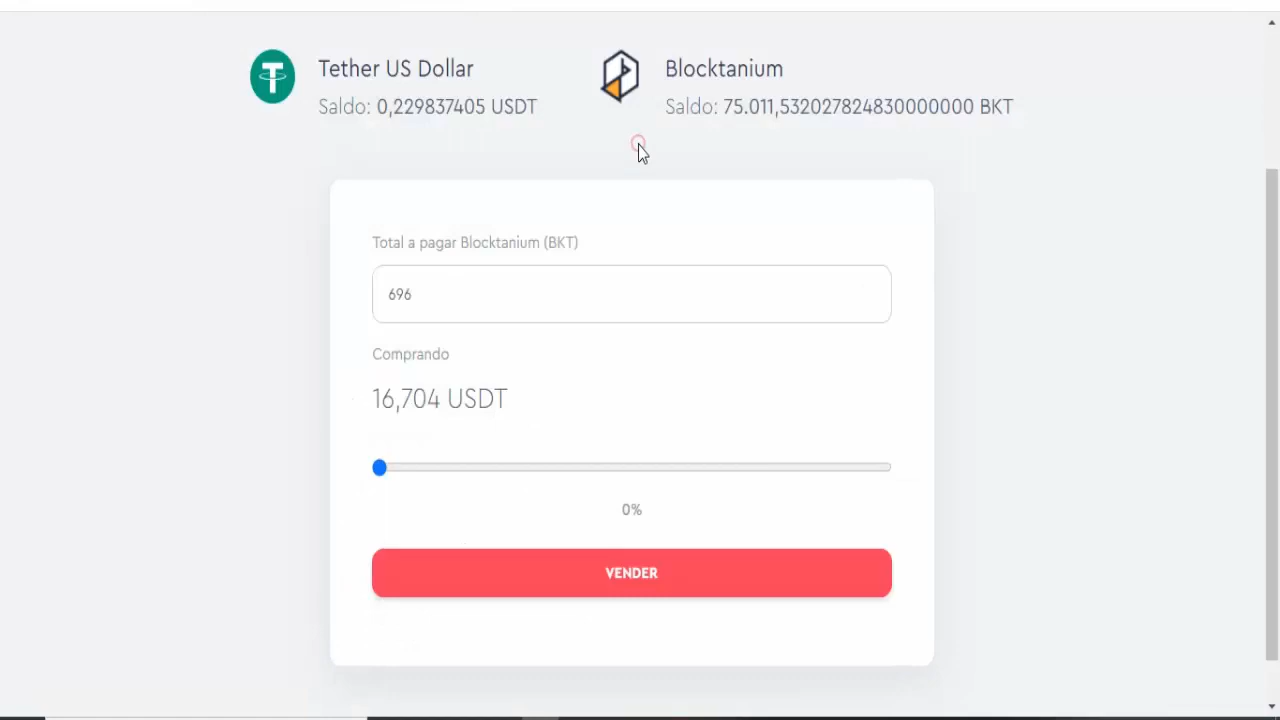 Tether US Dollar
Saldo: 0,229837405 USDT
Blocktanium
Saldo: 75.011,532027824830000000 BKT
Total a pagar Blocktanium (BKT)
696
Comprando
16,704 USDT
0%
VENDER